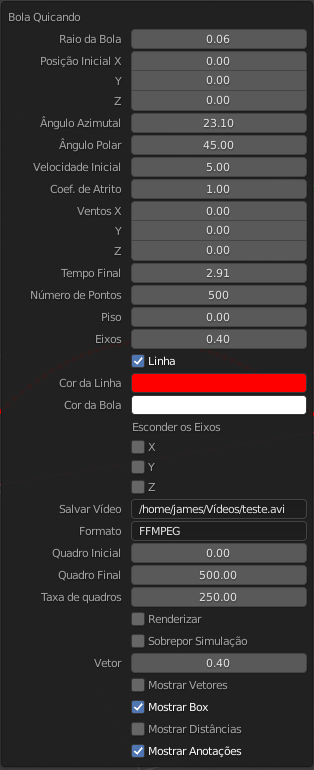 Bola Quicando
Raio da Bola 0.06
Posição Inicial X 0.00
Y 0.00
Z 0.00
Ângulo Azimutal 23.10
Ângulo Polar 45.00
Velocidade Inicial 5.00
Coef. de Atrito 1.00
Ventos X 0.00
Y 0.00
Z 0.00
Tempo Final 2.91
Número de Pontos 500
Piso 0.00
Eixos 0.40
Linha
Cor da Linha
Cor da Bola
Esconder os Eixos
X
Y
Z
Salvar Vídeo /home/james/Vídeos/teste.avi
Formato FFMPEG
Quadro Inicial 0.00
Quadro Final 500.00
Taxa de quadros 250.00
Renderizar
Sobrepor Simulação
Vetor 0.40
Mostrar Vetores
Mostrar Box
Mostrar Distâncias
Mostrar Anotações